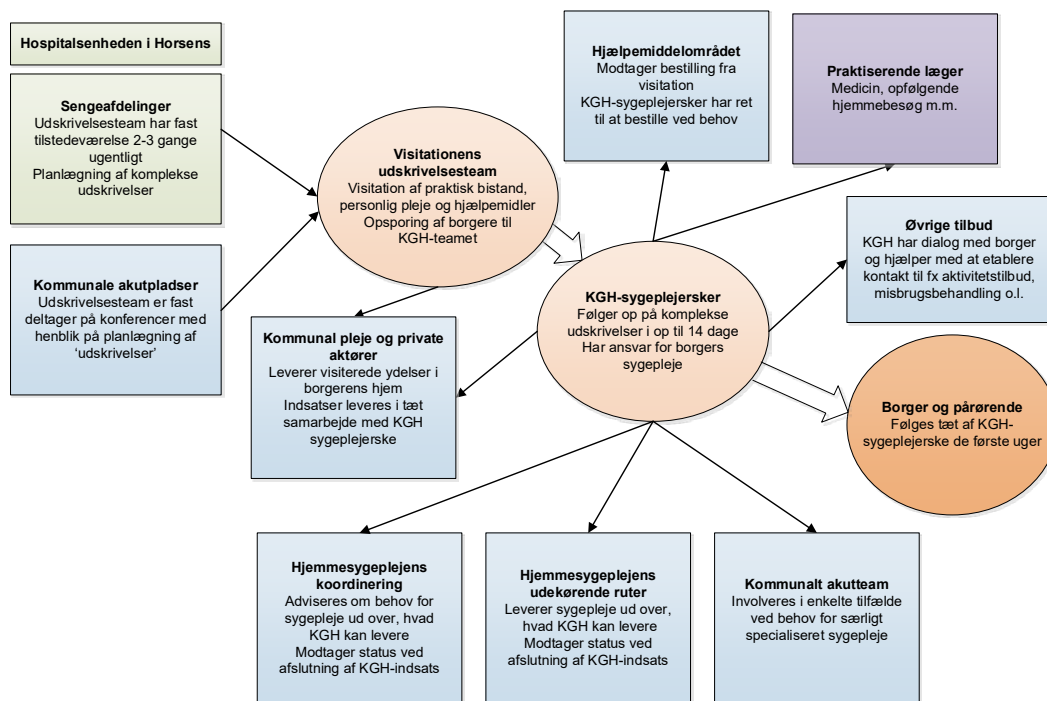 Hospitalsenheden i Horsens
Sengeafdelinger
Udskrivelsesteam har fast
tilstedeværelse 2-3 gange
ugentligt
Planlægning af komplekse
udskrivelser
Kommunale akutpladser
Udskrivelsesteam er fast
deltager på konferencer med
henblik på planlægning af
‘udskrivelser’
Visitationens
udskrivelsesteam
Visitation af praktisk bistand,
personlig pleje og hjælpemidler
Opsporing af borgere til
KGH-teamet
Hjælpemiddelområdet
Modtager bestilling fra
visitation
KGH-sygeplejersker har ret
til at bestille ved behov
Praktiserende læger
Medicin, opfølgende
hjemmebesøg m.m.
Øvrige tilbud
KGH har dialog med borger
og hjælper med at etablere
kontakt til fx aktivitetstilbud,
misbrugsbehandling o.l.
KGH-sygeplejersker
Følger op på komplekse
udskrivelser i op til 14 dage
Har ansvar for borgers
sygepleje
Kommunal pleje og private
aktører
Leverer visiterede ydelser i
borgerens hjem
Indsatser leveres i tæt
samarbejde med KGH
sygeplejerske
Borger og pårørende
Følges tæt af KGH-
sygeplejerske de første uger
Hjemmesygeplejens
koordinering
Adviseres om behov for
sygepleje ud over, hvad
KGH kan levere
Modtager status ved
afslutning af KGH-indsats
Hjemmesygeplejens
udekørende ruter
Leverer sygepleje ud over,
hvad KGH kan levere
Modtager status ved
afslutning af KGH-indsats
Kommunalt akutteam
Involveres i enkelte tilfælde
ved behov for særligt
specialiseret sygepleje